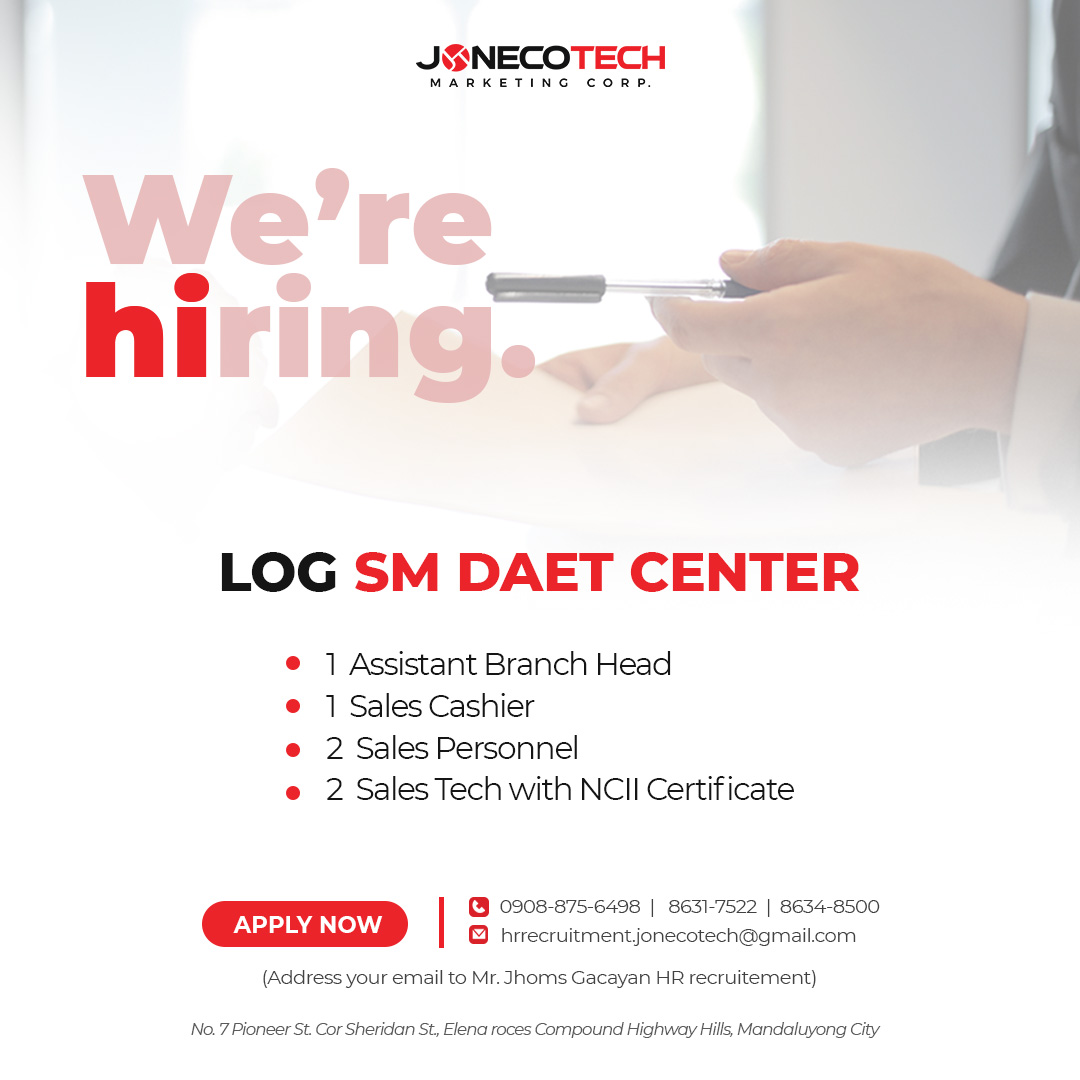 JONECOTECH
MARKETING CORP.
We're
hiring.
LOG SM DAET CENTER
1 Assistant Branch Head
1 Sales Cashier
2 Sales Personnel
2 Sales Tech with NCII Certificate
APPLY NOW
0908-875-6498 | 8631-7522 | 8634-8500
hrrecruitment.jonecotech@gmail.com
(Address your email to Mr. Jhoms Gacayan HR recruitement)
No. 7 Pioneer St. Cor Sheridan St., Elena roces Compound Highway Hills, Mandaluyong City